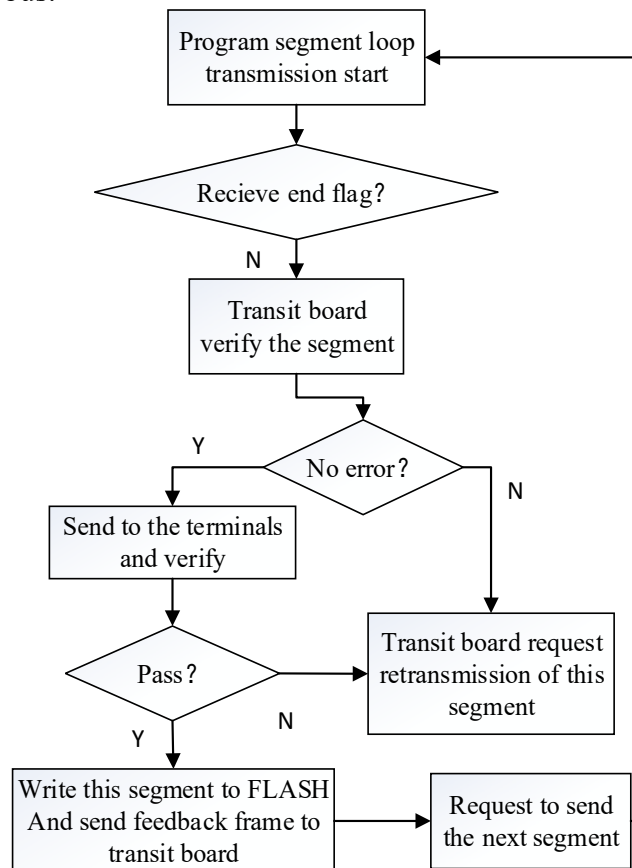 Program segment loop
transmission start
Recieve end flag?
N
Transit board
verify the segment
No error?
Y
N
Send to the terminals
and verify
Pass?
N
Y
Transit board request
retransmission of this
segment
Write this segment to FLASH
And send feedback frame to
transit board
Request to send
the next segment